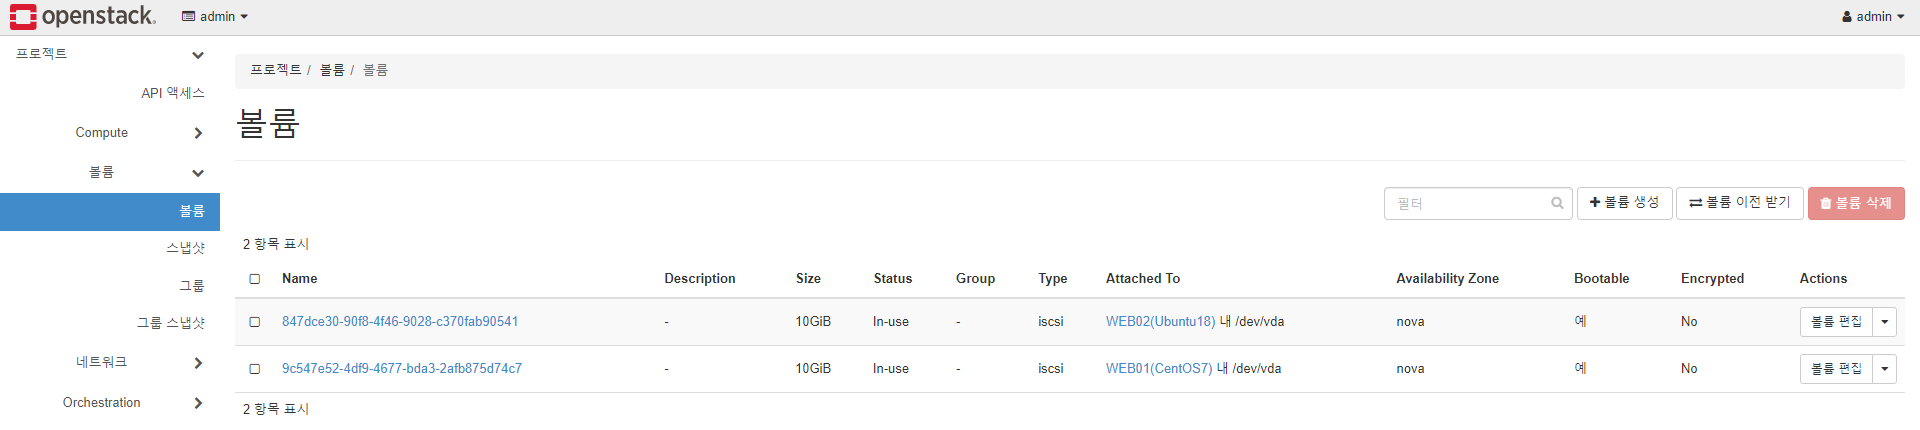 openstack. admin admin
프로젝트
API 액세스
Compute
볼륨
볼륨
스냅샷
그룹
그룹 스냅샷
네트워크
Orchestration
프로젝트 / 볼륨 / 볼륨
볼륨
필터 볼륨 생성 볼륨 이전 받기 볼륨 삭제
2 항목 표시
Name Description Size Status Group Type Attached To Availability Zone Bootable Encrypted Actions
847dce30-90f8-4f46-9028-c370fab90541 - 10GiB In-use - iscsi WEB02(Ubuntu18) 내 /dev/vda nova 예 No 볼륨 편집
9c547e52-4df9-4677-bda3-2afb875d74c7 - 10GiB In-use - iscsi WEB01(CentOS7) 내 /dev/vda nova 예 No 볼륨 편집
2 항목 표시